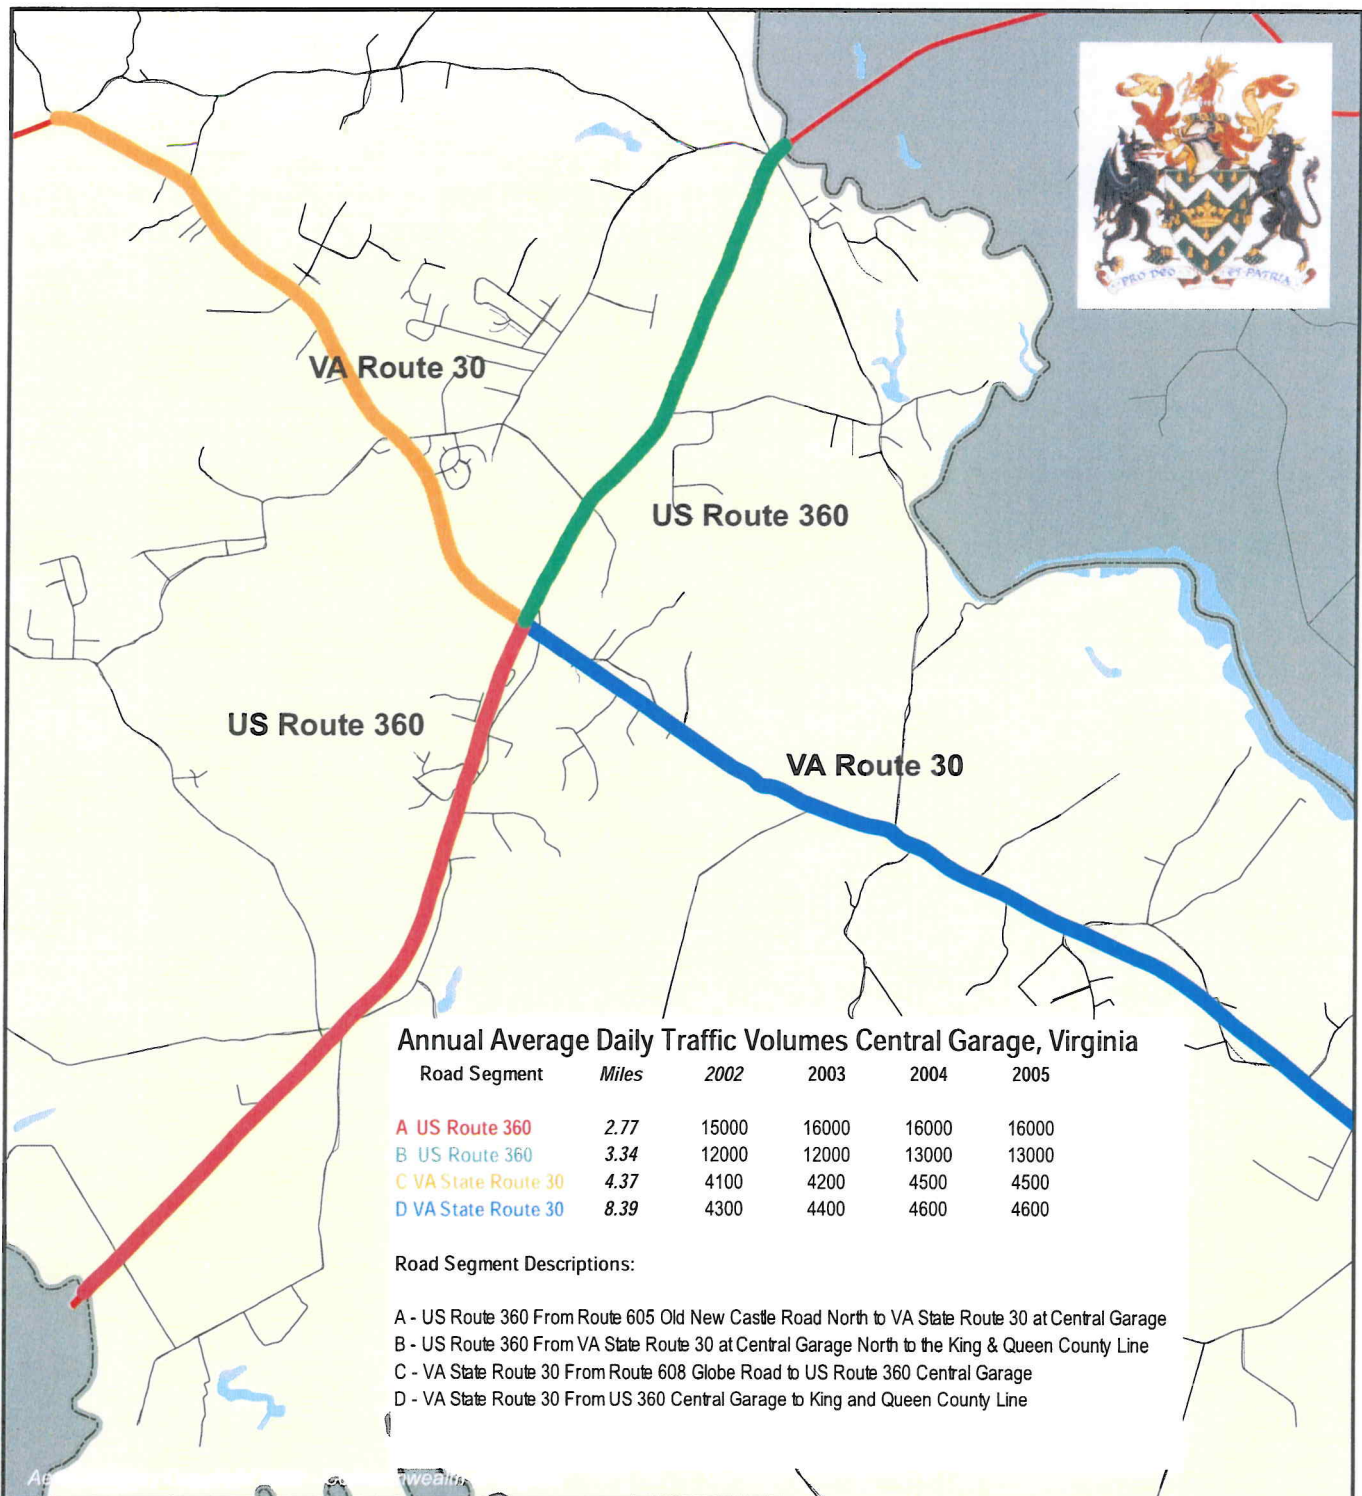 PRO DEO ET PATRIA
VA Route 30
US Route 360
US Route 360
VA Route 30
Annual Average Daily Traffic Volumes Central Garage, Virginia
Road Segment Miles 2002 2003 2004 2005
A US Route 360 2.77 15000 16000 16000 16000
B US Route 360 3.34 12000 12000 13000 13000
C VA State Route 30 4.37 4100 4200 4500 4500
D VA State Route 30 8.39 4300 4400 4600 4600
Road Segment Descriptions:
A - US Route 360 From Route 605 Old New Castle Road North to VA State Route 30 at Central Garage
B - US Route 360 From VA State Route 30 at Central Garage North to the King & Queen County Line
C - VA State Route 30 From Route 608 Globe Road to US Route 360 Central Garage
D - VA State Route 30 From US 360 Central Garage to King and Queen County Line